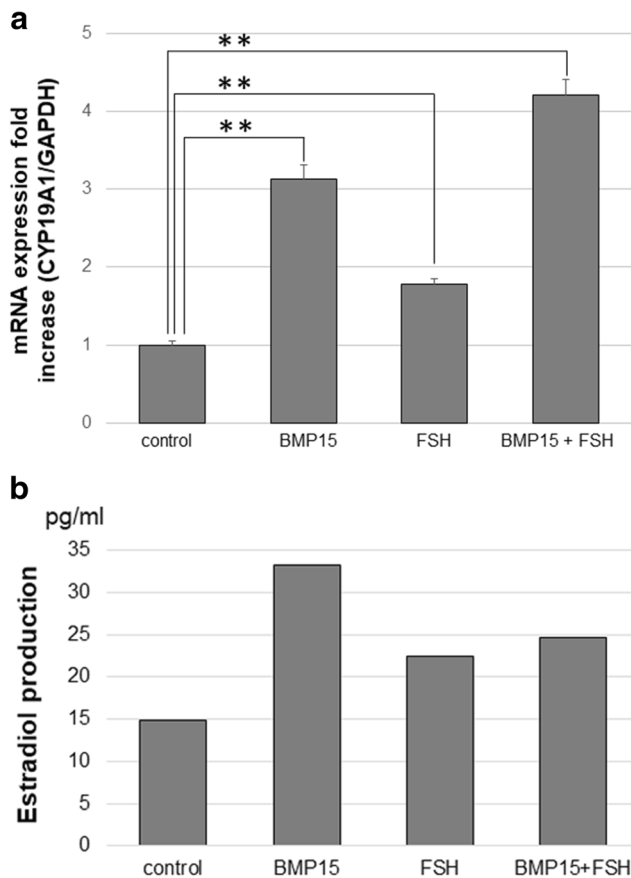 a
mRNA expression fold
increase (CYP19A1/GAPDH)
5
4
3
2
1
0
**
**
**
control BMP15 FSH BMP15 + FSH
b
pg/ml
Estradiol production
35
30
25
20
15
10
5
0
control BMP15 FSH BMP15+FSH